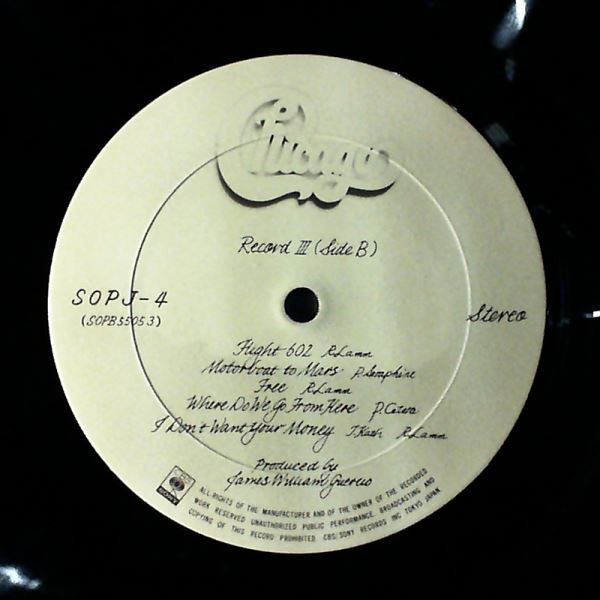 Chicago
Record III (Side B)
SOPJ-4
(SOPB55053)
Stereo
Flight 602 R.Lamm
Motorboat to Mars D.Seraphine
Free R.Lamm
Where Do We Go From Here P.Cetera
I Don't Want Your Money T.Kath R.Lamm
Produced by
James William Guercio
SONY
ALL RIGHTS OF THE MANUFACTURER AND OF THE OWNER OF THE RECORDED
WORK RESERVED UNAUTHORIZED PUBLIC PERFORMANCE. BROADCASTING AND
COPYING OF THIS RECORD PROHIBITED. CBS/SONY RECORDS INC TOKYO JAPAN